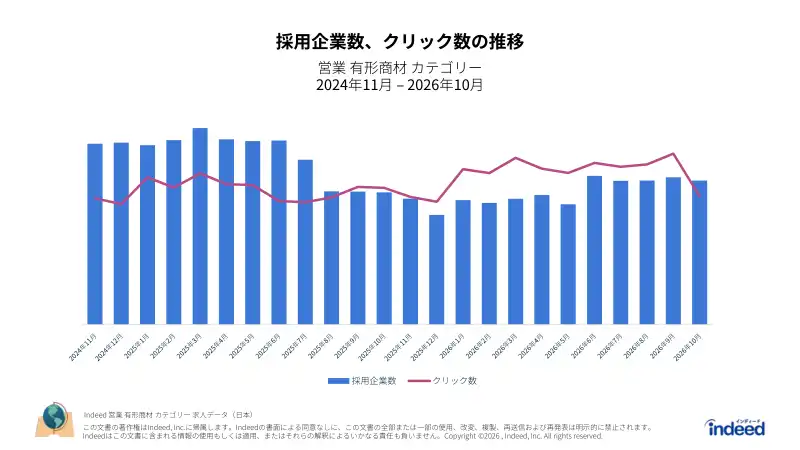 採用企業数、クリック数の推移
営業 有形商材 カテゴリー
2024年11月 – 2026年10月
2024年11月
2024年12月
2025年1月
2025年2月
2025年3月
2025年4月
2025年5月
2025年6月
2025年7月
2025年8月
2025年9月
2025年10月
2025年11月
2025年12月
2026年1月
2026年2月
2026年3月
2026年4月
2026年5月
2026年6月
2026年7月
2026年8月
2026年9月
2026年10月
採用企業数 クリック数
Indeed 営業 有形商材 カテゴリー 求人データ（日本）
この文書の著作権はIndeed, Inc.に帰属します。Indeedの書面による同意なしに、この文書の全部または一部の使用、改変、複製、再送信および再発表は明示的に禁止されます。
Indeedはこの文書に含まれる情報の使用もしくは適用、またはそれらの解釈によるいかなる責任も負いません。Copyright ©2026 , Indeed, Inc. All rights reserved.
インディード
indeed